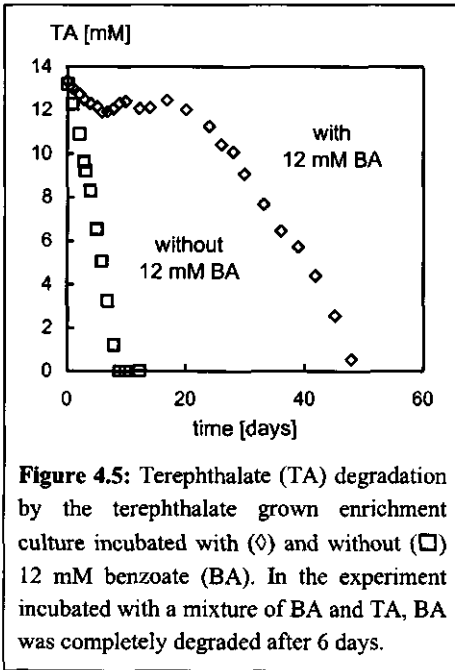 TA [mM]
14
12
10
8
6
4
2
0
with
12 mM BA
without
12 mM BA
0 20 40 60
time [days]
Figure 4.5: Terephthalate (TA) degradation
by the terephthalate grown enrichment
culture incubated with (◊) and without (□)
12 mM benzoate (BA). In the experiment
incubated with a mixture of BA and TA, BA
was completely degraded after 6 days.